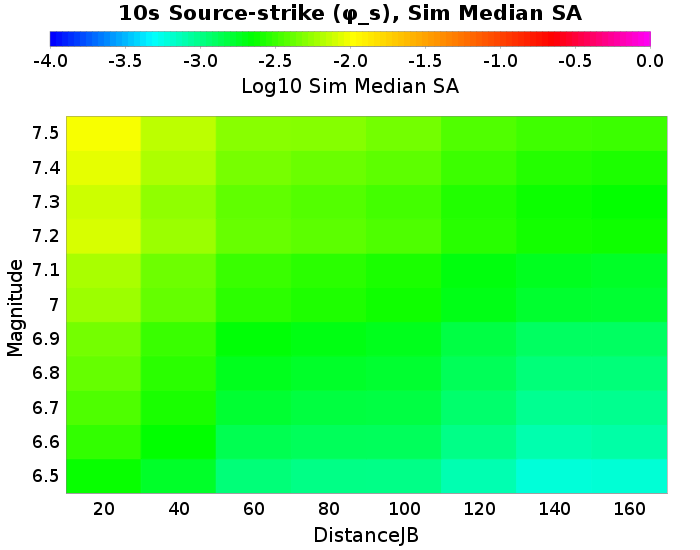 10s Source-strike (φ_s), Sim Median SA
-4.0 -3.5 -3.0 -2.5 -2.0 -1.5 -1.0 -0.5 0.0
Log10 Sim Median SA
7.5
7.4
7.3
7.2
7.1
7
6.9
6.8
6.7
6.6
6.5
Magnitude
20 40 60 80 100 120 140 160
DistanceJB